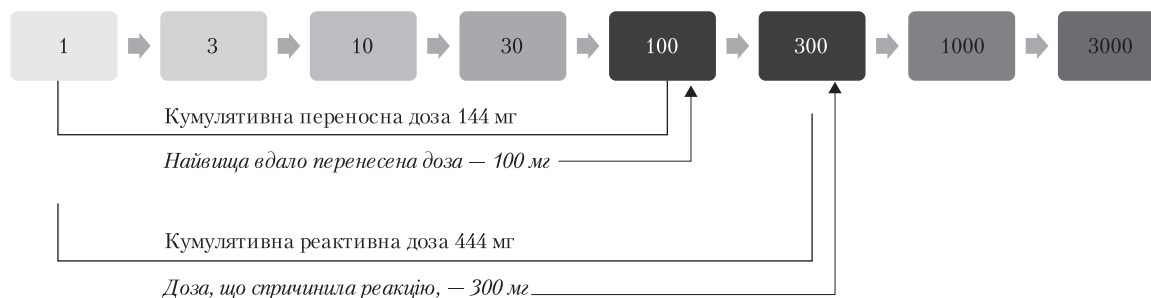 1 3 10 30 100 300 1000 3000
Кумулятивна переносна доза 144 мг
Найвища вдало перенесена доза — 100 мг
Кумулятивна реактивна доза 444 мг
Доза, що спричинила реакцію, — 300 мг